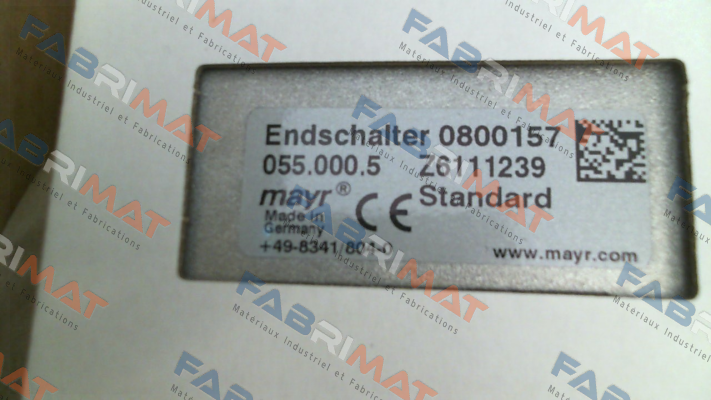 Endschalter 0800157
055.000.5 Z6111239
mayr® CE Standard
Made in
Germany
+49-8341/804-0
www.mayr.com
FABRIMAT
Materiaux Industriel et Fabrications